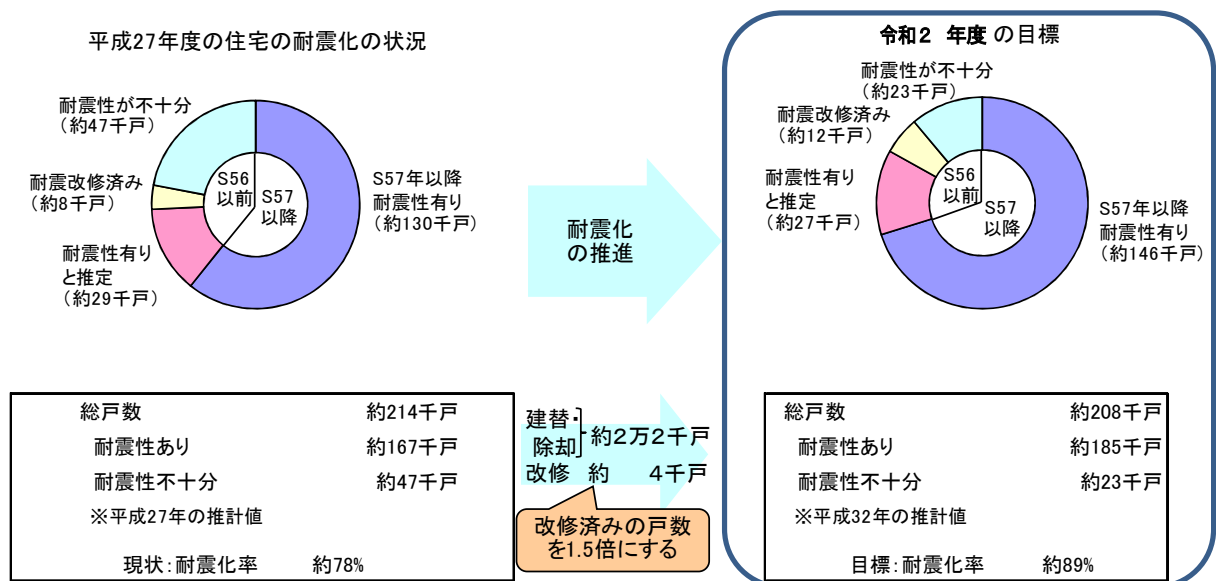 平成27年度の住宅の耐震化の状況
耐震性が不十分
（約47千戸）
耐震改修済み
（約8千戸）
耐震性有り
と推定
（約29千戸）
S56
以前
S57
以降
S57年以降
耐震性有り
（約130千戸）
耐震化
の推進
令和2 年度 の目標
耐震性が不十分
（約23千戸）
耐震改修済み
（約12千戸）
耐震性有り
と推定
（約27千戸）
S56
以前
S57
以降
S57年以降
耐震性有り
（約146千戸）
総戸数 約214千戸
耐震性あり 約167千戸
耐震性不十分 約47千戸
※平成27年の推計値
現状：耐震化率 約78%
建替・
除却 約２万２千戸
改修 約 ４千戸
改修済みの戸数
を1.5倍にする
総戸数 約208千戸
耐震性あり 約185千戸
耐震性不十分 約23千戸
※平成32年の推計値
目標：耐震化率 約89%